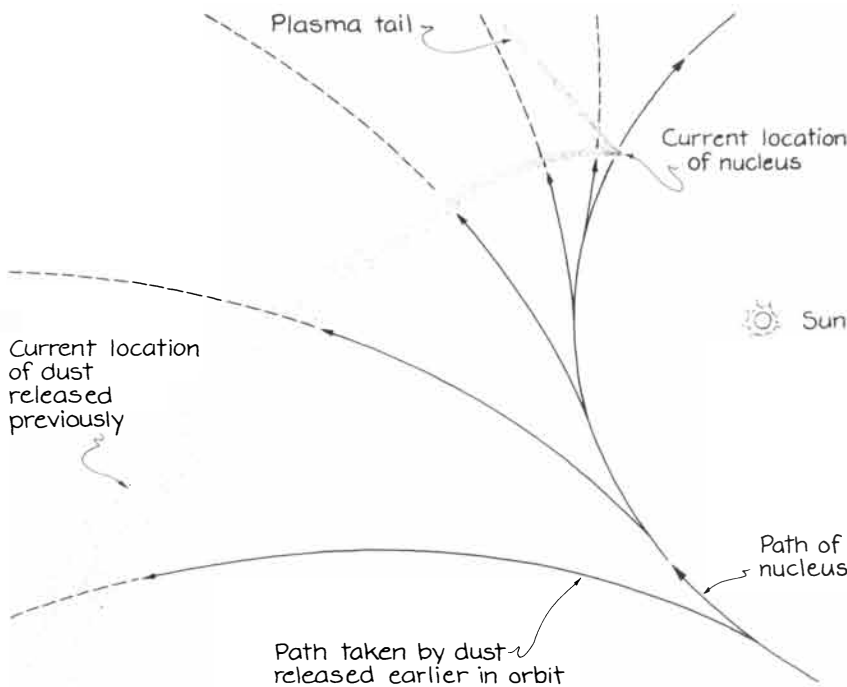 Plasma tail
Current location
of nucleus
Sun
Current location
of dust
released
previously
Path of
nucleus
Path taken by dust
released earlier in orbit